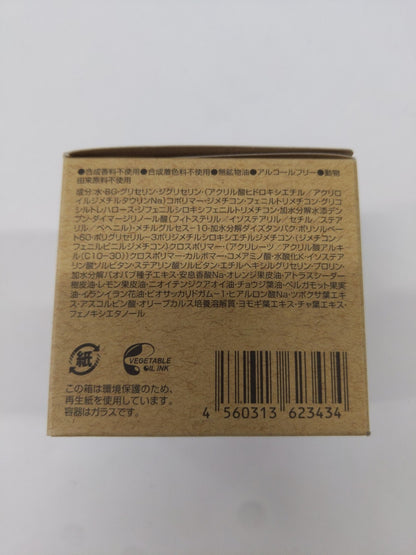 ●合成香料不使用●合成着色料不使用●無鉱物油●アルコールフリー●動物
由来原料不使用
成分:水・BG・グリセリン・ジグリセリン・(アクリル酸ヒドロキシエチル/アクリロ
イルジメチルタウリンNa)コポリマー・ジメチコン・フェニルトリメチコン・グリコ
シルトレハロース・ジフェニルシロキシフェニルトリメチコン・加水分解水添デン
プン・ダイマージリノール酸(フィトステリル/イソステアリル/セチル/ステア
リル/ベヘニル)・メチルグルセス-10・加水分解ダイズタンパク・ポリソルベー
ト60・ポリグリセリル-3ポリジメチルシロキシエチルジメチコン・(ジメチコン/
フェニルビニルジメチコン)クロスポリマー・(アクリレーツ/アクリル酸アルキ
ル(C10-30))クロスポリマー・カルボマー・コメアミノ酸・水酸化K・イソステア
リン酸ソルビタン・ステアリン酸ソルビタン・エチルヘキシルグリセリン・プロリン・
加水分解バオバブ種子エキス・安息香酸Na・オレンジ果皮油・アトラスシーダー
樹皮油・レモン果皮油・ニオイテンジクアオイ油・チョウジ葉油・ベルガモット果実
油・イランイラン花油・ビオサッカリドガム-1・ヒアルロン酸Na・ツボクサ葉エキ
ス・アスコルビン酸・オリーブカルス培養溶解質・ヨモギ葉エキス・チャ葉エキス・
フェノキシエタノール
紙
VEGETABLE
OIL INK
この箱は環境保護のため、
再生紙を使用しています。
容器はガラスです。
4 560313 623434